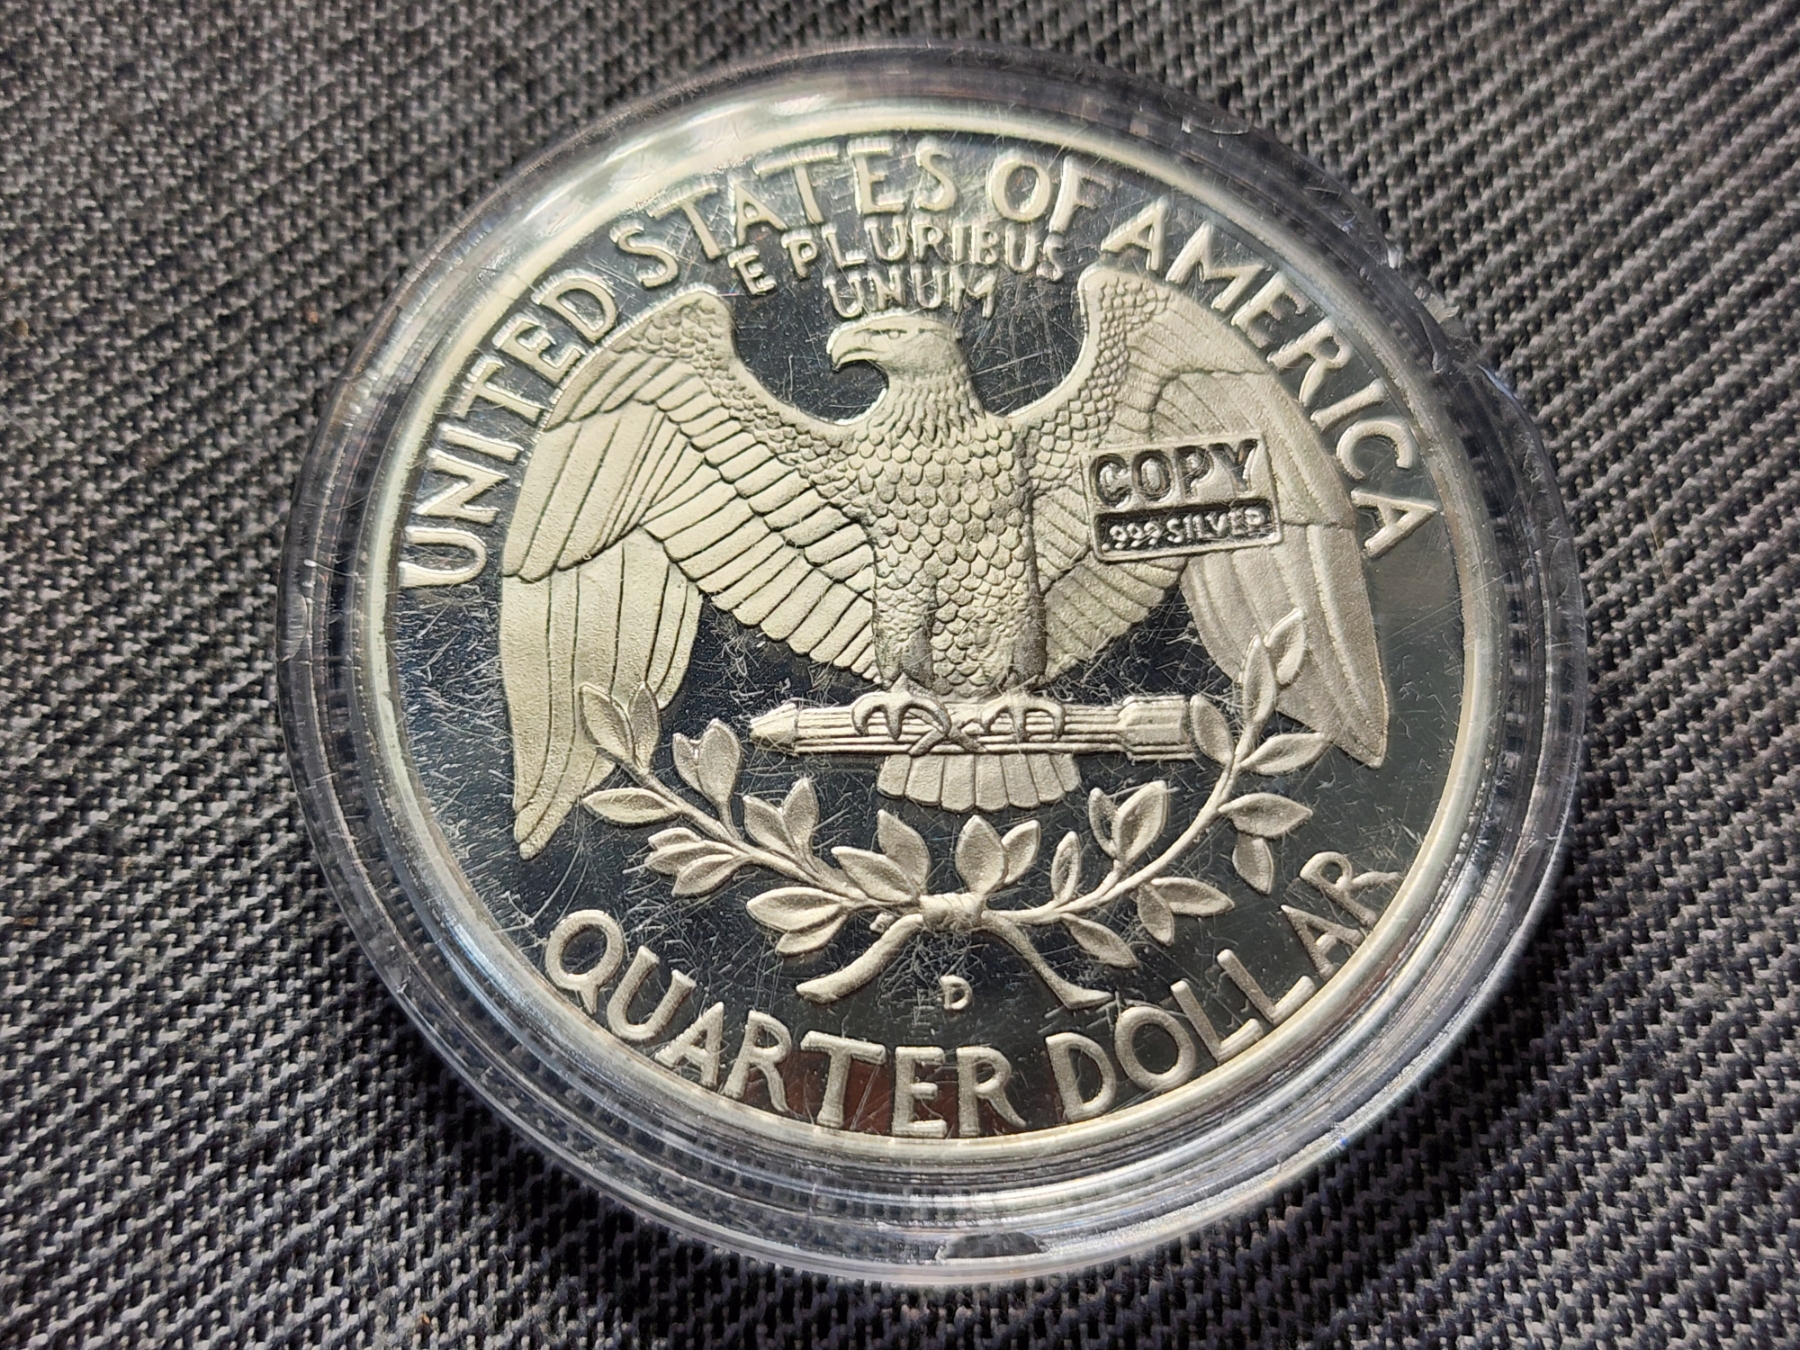 UNITED STATES OF AMERICA
E PLURIBUS
UNUM
COPY
.999 SILVER
D
QUARTER DOLLAR